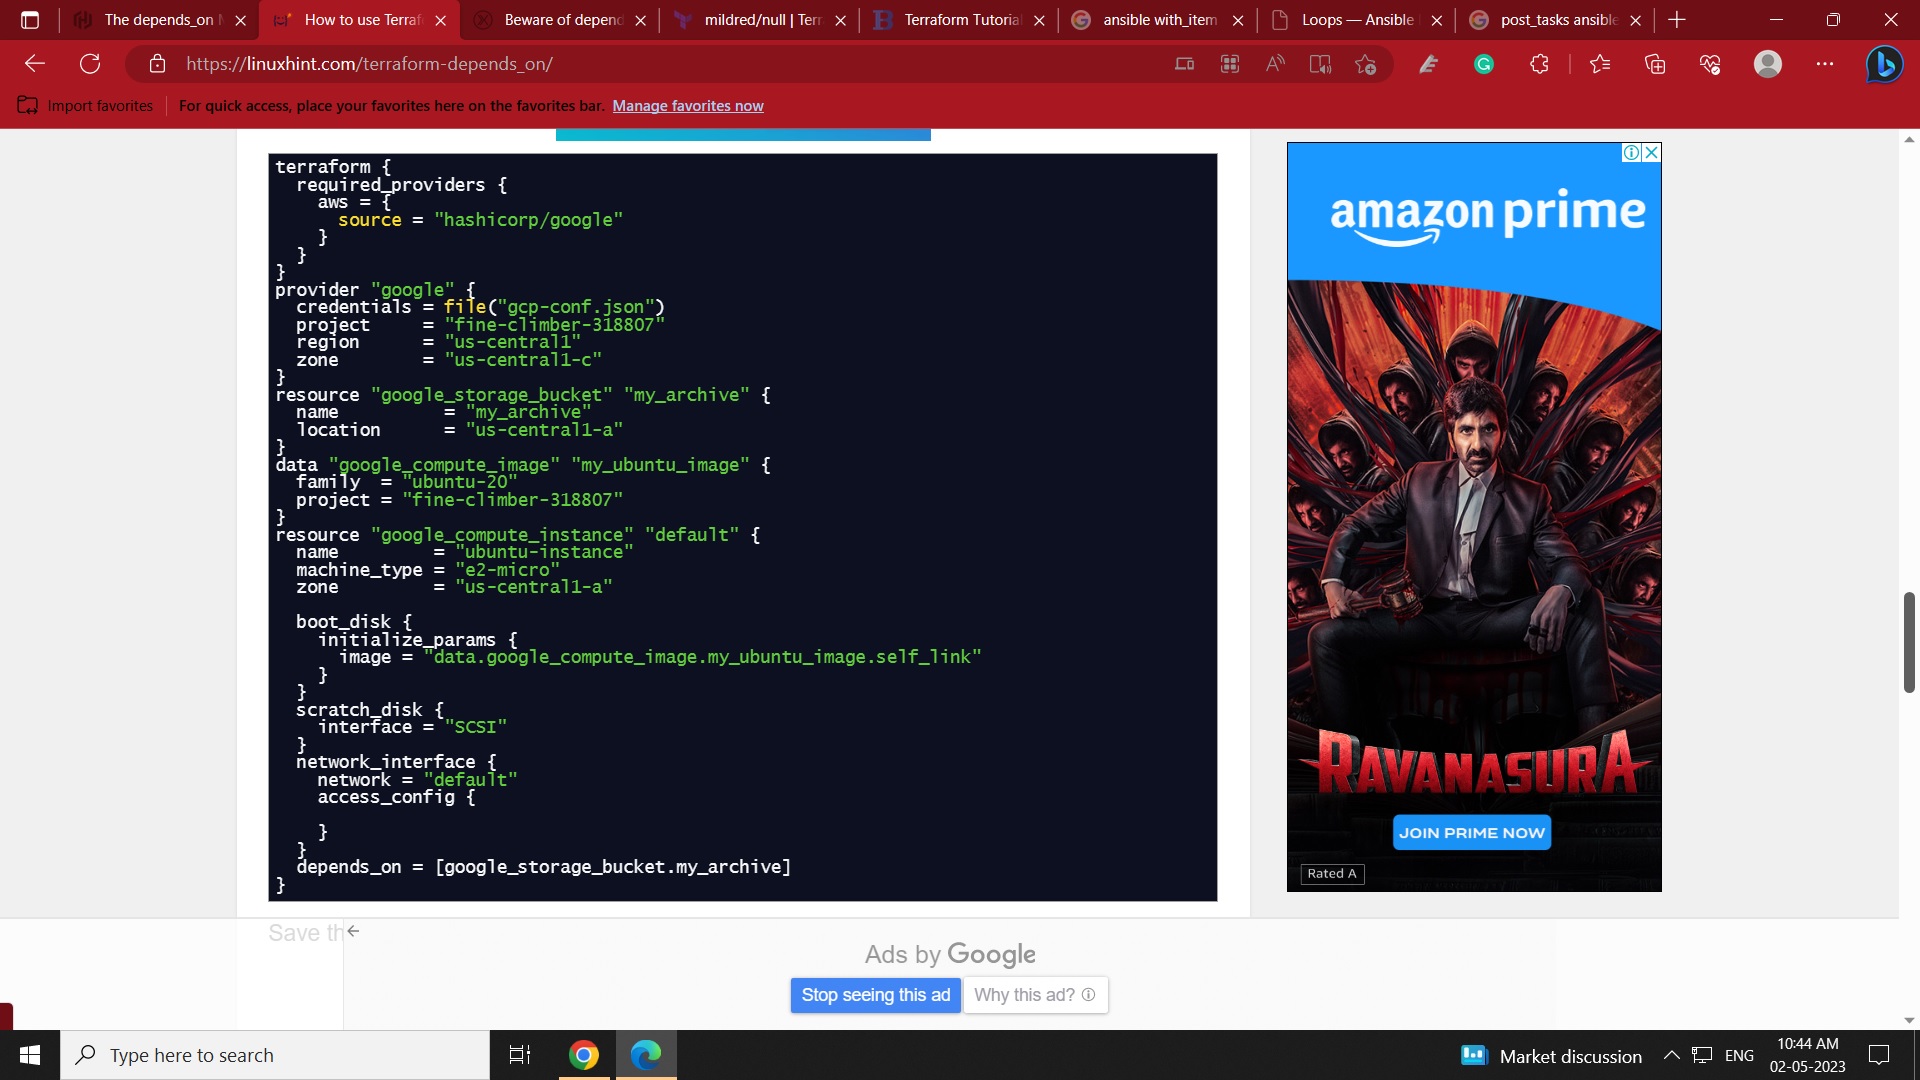 The depends_on M
How to use Terraf
Beware of depend
mildred/null | Terr
Terraform Tutorial
ansible with_item
Loops — Ansible
post_tasks ansible
https://linuxhint.com/terraform-depends_on/
Import favorites
For quick access, place your favorites here on the favorites bar. Manage favorites now
terraform {
required_providers {
aws = {
source = "hashicorp/google"
}
}
}
provider "google" {
credentials = file("gcp-conf.json")
project = "fine-climber-318807"
region = "us-central1"
zone = "us-central1-c"
}
resource "google_storage_bucket" "my_archive" {
name = "my_archive"
location = "us-central1-a"
}
data "google_compute_image" "my_ubuntu_image" {
family = "ubuntu-20"
project = "fine-climber-318807"
}
resource "google_compute_instance" "default" {
name = "ubuntu-instance"
machine_type = "e2-micro"
zone = "us-central1-a"
boot_disk {
initialize_params {
image = "data.google_compute_image.my_ubuntu_image.self_link"
}
}
scratch_disk {
interface = "SCSI"
}
network_interface {
network = "default"
access_config {
}
}
depends_on = [google_storage_bucket.my_archive]
}
amazon prime
RAVANASURA
JOIN PRIME NOW
Rated A
Save th
Ads by Google
Stop seeing this ad
Why this ad?
Type here to search
Market discussion
ENG
10:44 AM
02-05-2023